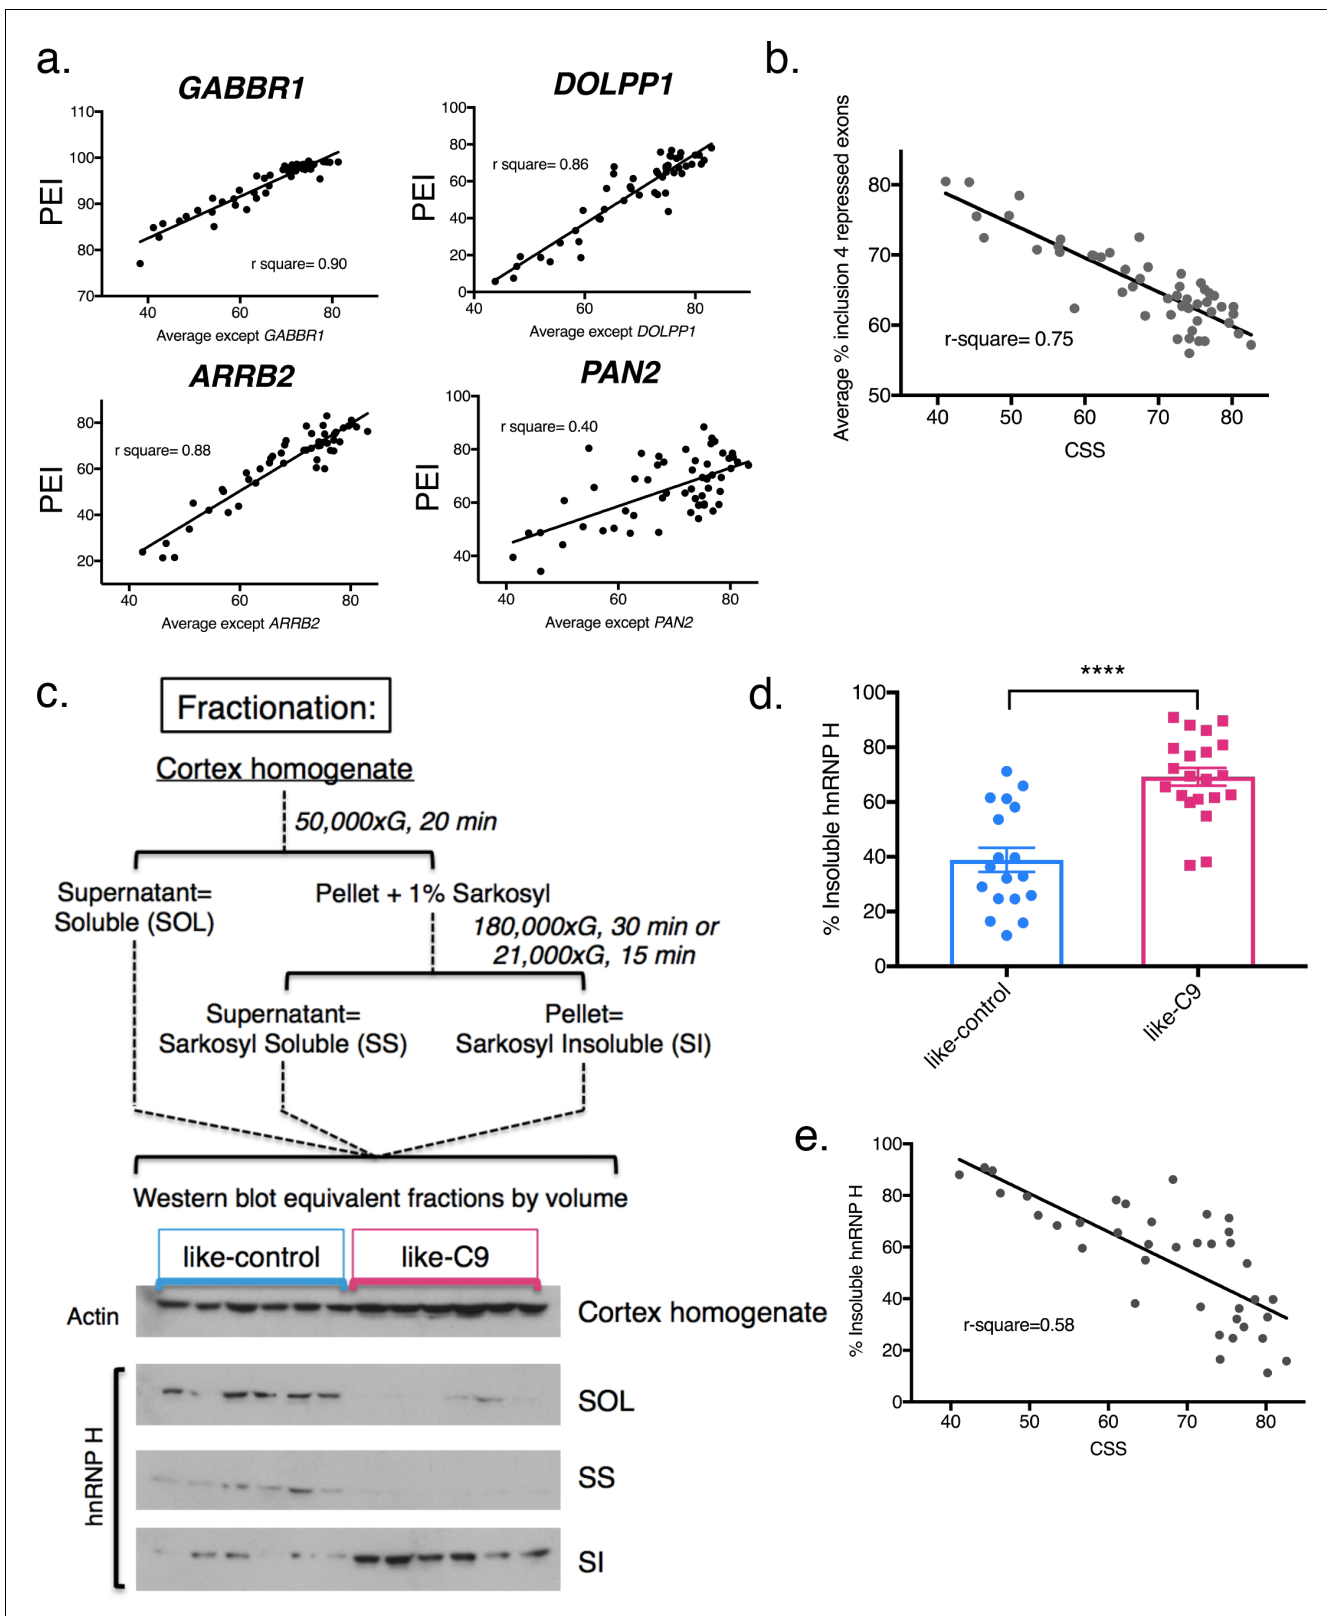 a.
GABBR1
PEI
110
100
90
80
70
r square= 0.90
40 60 80
Average except GABBR1
DOLPP1
PEI
100
80
60
40
20
0
r square= 0.86
60 80
Average except DOLPP1
ARRB2
PEI
80
60
40
20
r square= 0.88
40 60 80
Average except ARRB2
PAN2
PEI
100
80
60
40
r square= 0.40
40 60 80
Average except PAN2
b.
Average % inclusion 4 repressed exons
80
70
60
50
r-square= 0.75
40 50 60 70 80
CSS
c.
Fractionation:
Cortex homogenate
50,000xG, 20 min
Supernatant=
Soluble (SOL)
Pellet + 1% Sarkosyl
180,000xG, 30 min or
21,000xG, 15 min
Supernatant=
Sarkosyl Soluble (SS)
Pellet=
Sarkosyl Insoluble (SI)
Western blot equivalent fractions by volume
like-control like-C9
Actin
Cortex homogenate
hnRNP H
SOL
SS
SI
d.
% Insoluble hnRNP H
100
80
60
40
20
0
****
like-control
like-C9
e.
% Insoluble hnRNP H
100
80
60
40
20
0
r-square=0.58
40 50 60 70 80
CSS